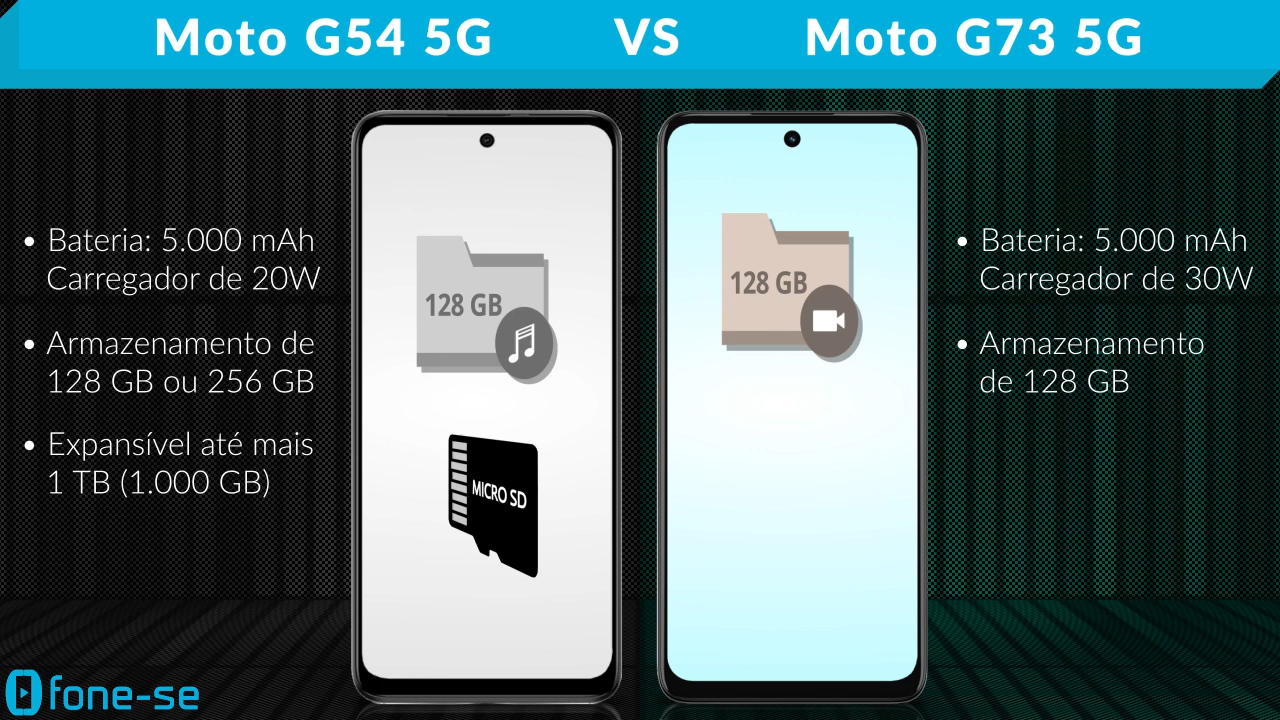 Moto G54 5G VS Moto G73 5G
• Bateria: 5.000 mAh
Carregador de 20W
• Armazenamento de
128 GB ou 256 GB
• Expansível até mais
1 TB (1.000 GB)
128 GB
MICRO SD
128 GB
• Bateria: 5.000 mAh
Carregador de 30W
• Armazenamento
de 128 GB
fone-se